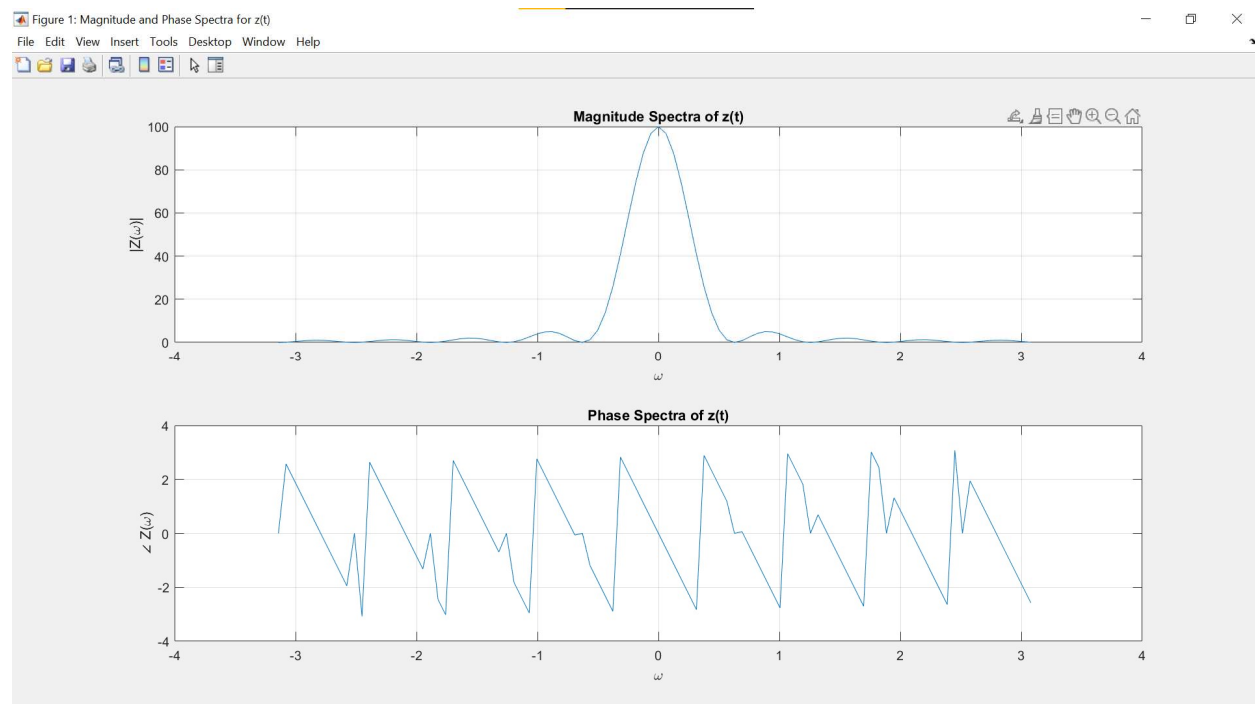 Figure 1: Magnitude and Phase Spectra for z(t)
File Edit View Insert Tools Desktop Window Help
Magnitude Spectra of z(t)
|Z(ω)|
100
80
60
40
20
0
-4 -3 -2 -1 0 1 2 3 4
ω
Phase Spectra of z(t)
∠ Z(ω)
4
2
0
-2
-4
-4 -3 -2 -1 0 1 2 3 4
ω